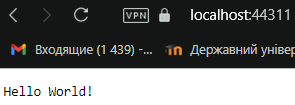 VPN localhost:44311
Входящие (1 439) -... Державний універ
Hello World!